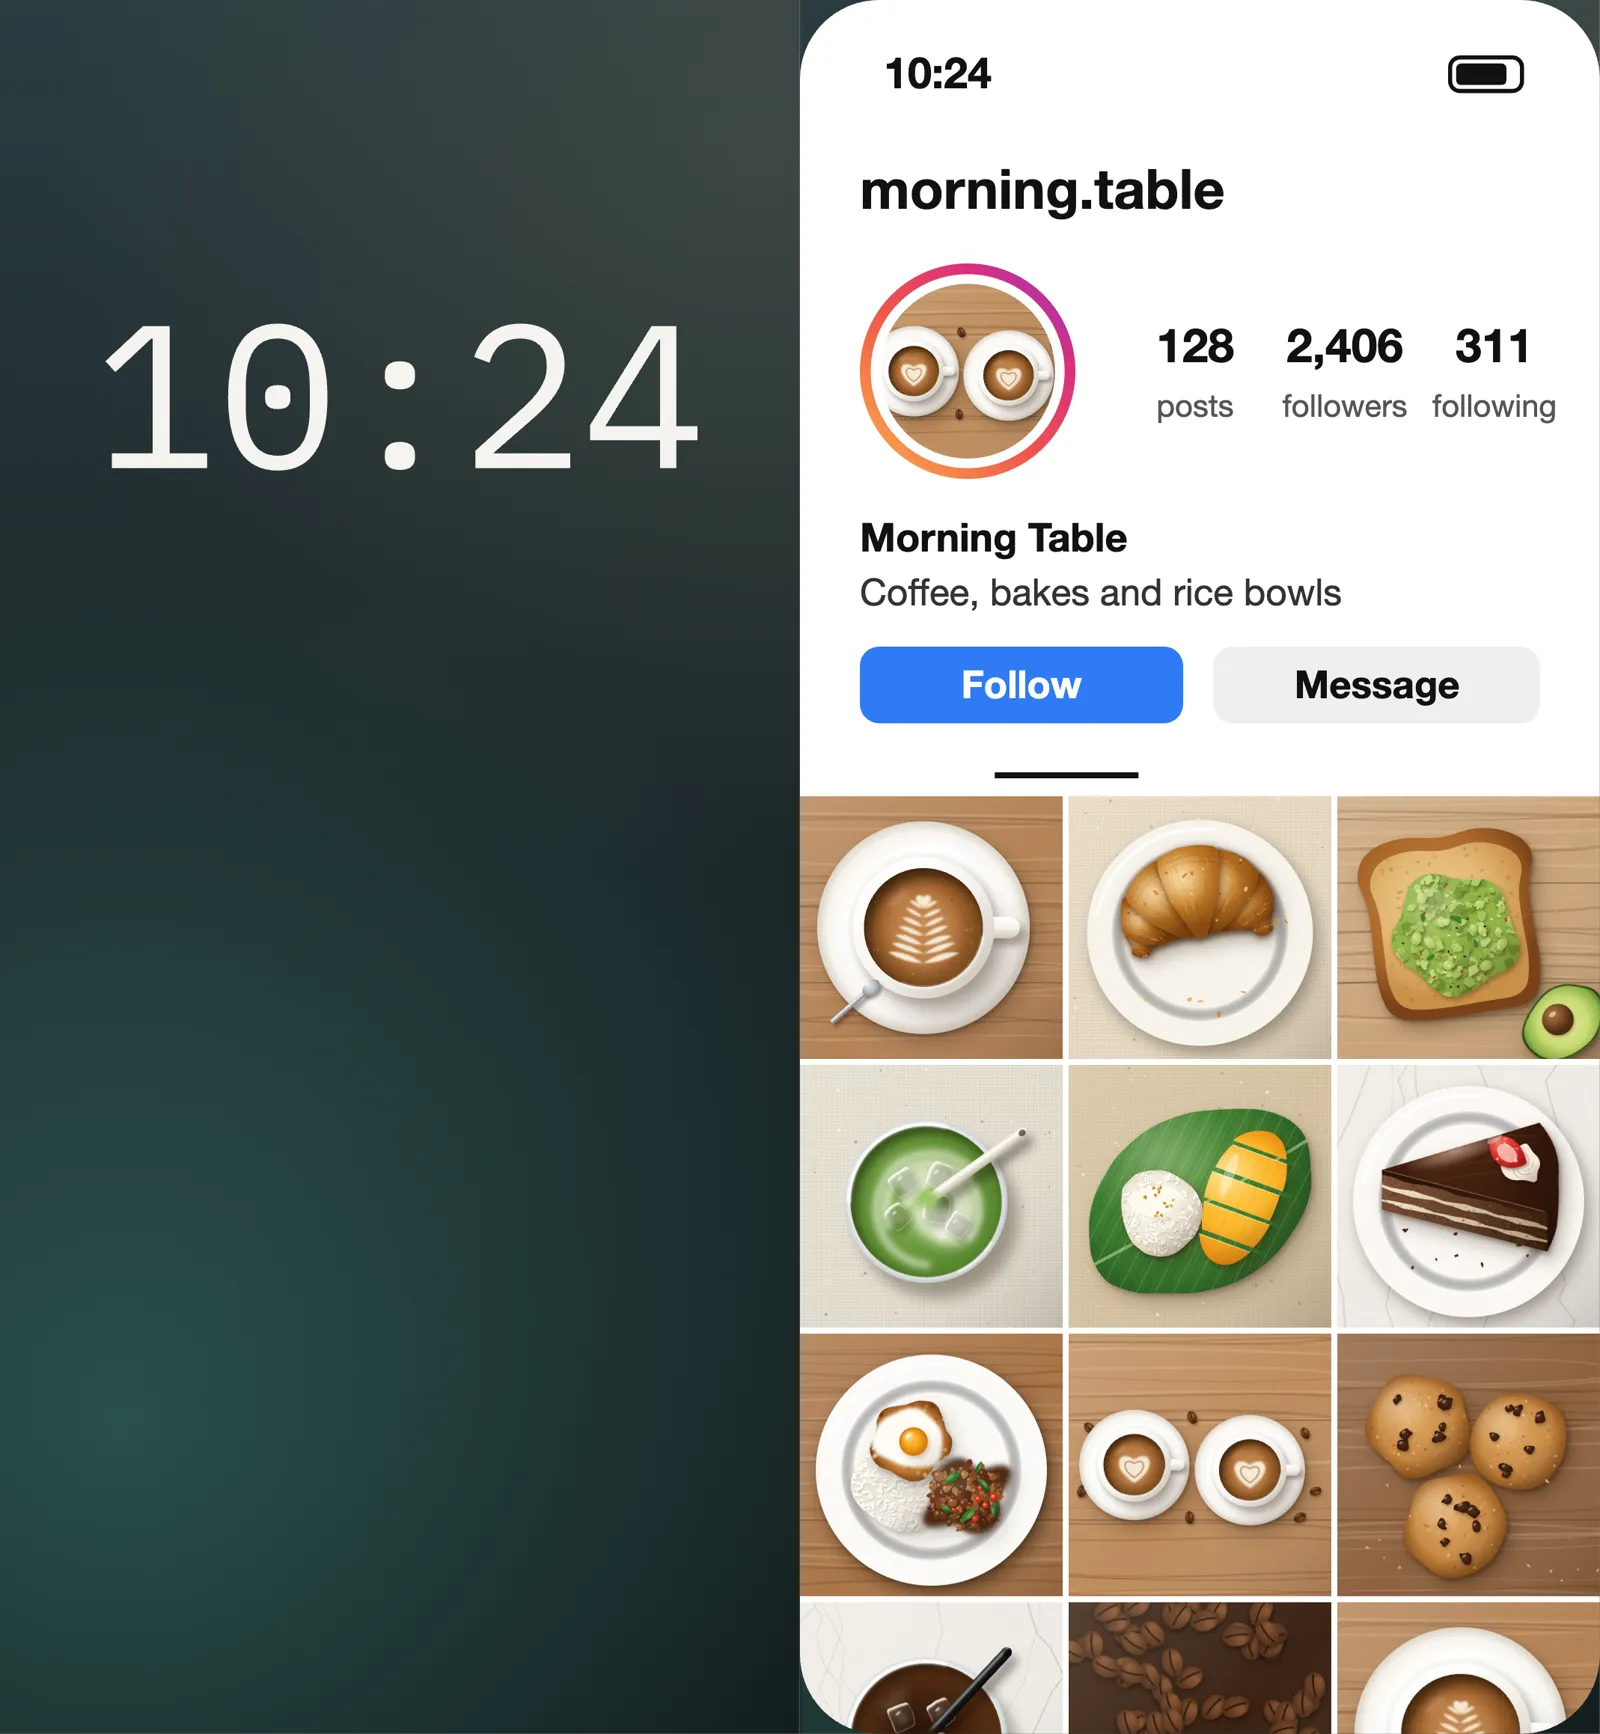 10:24
10:24
morning.table
128 2,406 311
posts followers following
Morning Table
Coffee, bakes and rice bowls
Follow Message